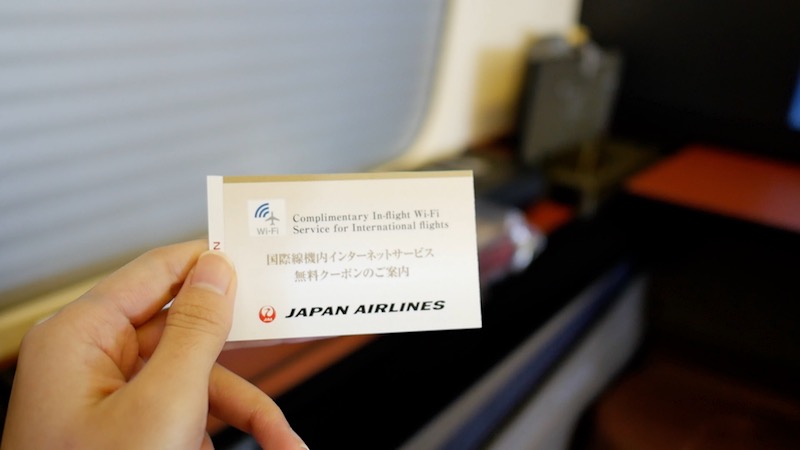 Wi-Fi
Complimentary In-flight Wi-Fi
Service for International flights
国際線機内インターネットサービス
無料クーポンのご案内
JAL
JAPAN AIRLINES